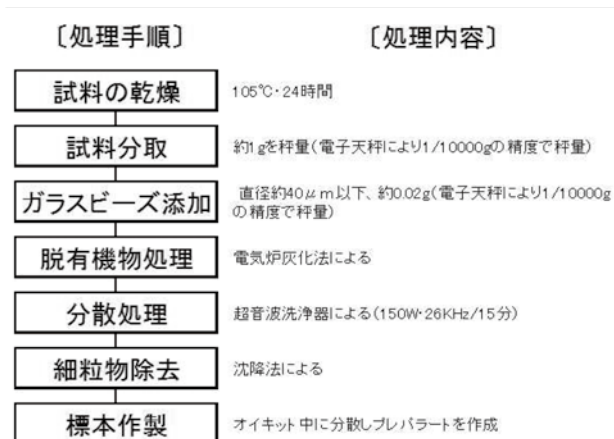 〔処理手順〕 〔処理内容〕
試料の乾燥 105℃・24時間
試料分取 約1gを秤量(電子天秤により1/10000gの精度で秤量)
ガラスビーズ添加 直径約40μm以下、約0.02g(電子天秤により1/10000g
の精度で秤量)
脱有機物処理 電気炉灰化法による
分散処理 超音波洗浄器による(150W・26KHz/15分)
細粒物除去 沈降法による
標本作製 オイキット中に分散しプレパラートを作成